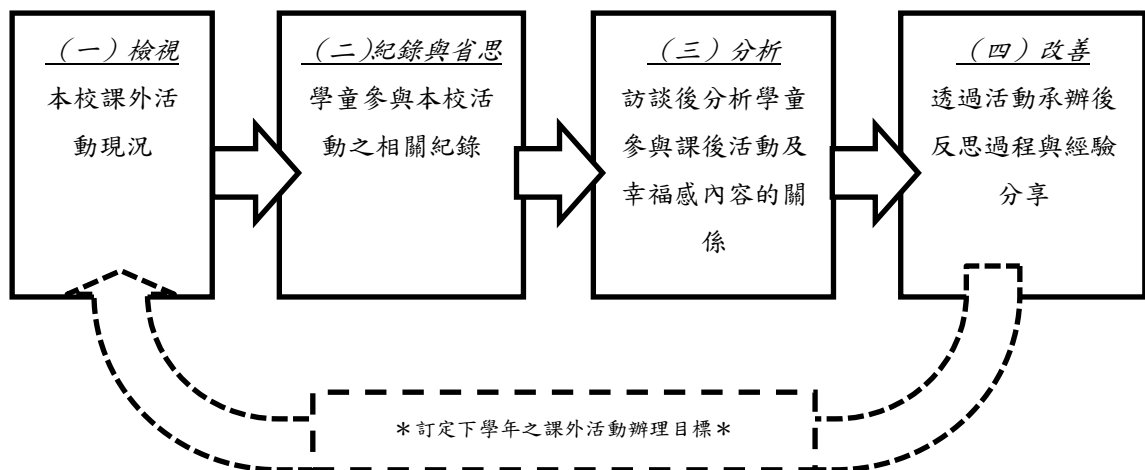 （一）檢視
本校課外活
動現況
（二）紀錄與省思
學童參與本校活
動之相關紀錄
（三）分析
訪談後分析學童
參與課後活動及
幸福感內容的關
係
（四）改善
透過活動承辦後
反思過程與經驗
分享
＊訂定下學年之課外活動辦理目標＊